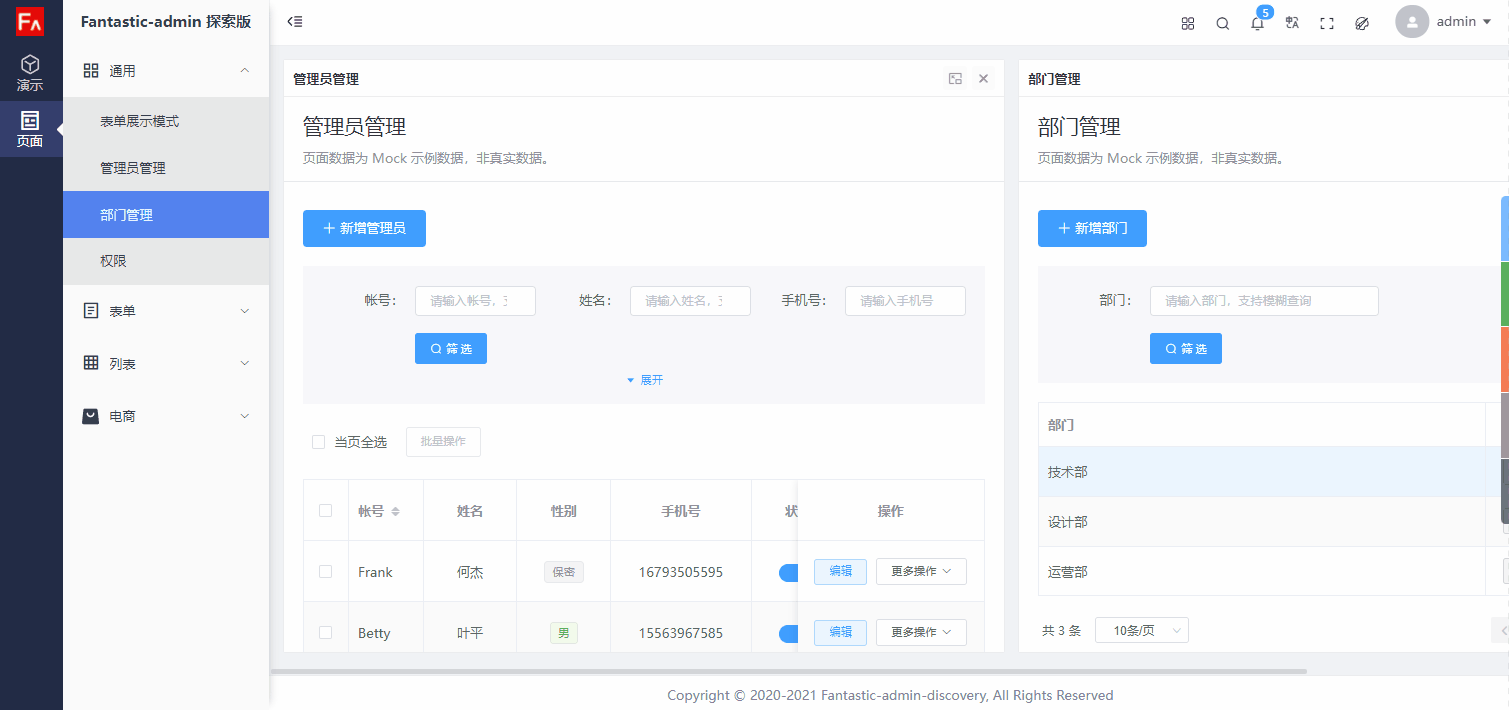 FA
Fantastic-admin 探索版
5
admin
演示
页面
通用
表单展示模式
管理员管理
部门管理
权限
表单
列表
电商
管理员管理
管理员管理
页面数据为 Mock 示例数据，非真实数据。
新增管理员
帐号：
请输入帐号，支
姓名：
请输入姓名，支
手机号：
请输入手机号
筛 选
展开
当页全选
批量操作
帐号 姓名 性别 手机号 状 操作
Frank 何杰 保密 16793505595 编辑 更多操作
Betty 叶平 男 15563967585 编辑 更多操作
部门管理
部门管理
页面数据为 Mock 示例数据，非真实数据。
新增部门
部门：
请输入部门，支持模糊查询
筛 选
部门
技术部
设计部
运营部
共 3 条 10条/页
Copyright © 2020-2021 Fantastic-admin-discovery, All Rights Reserved